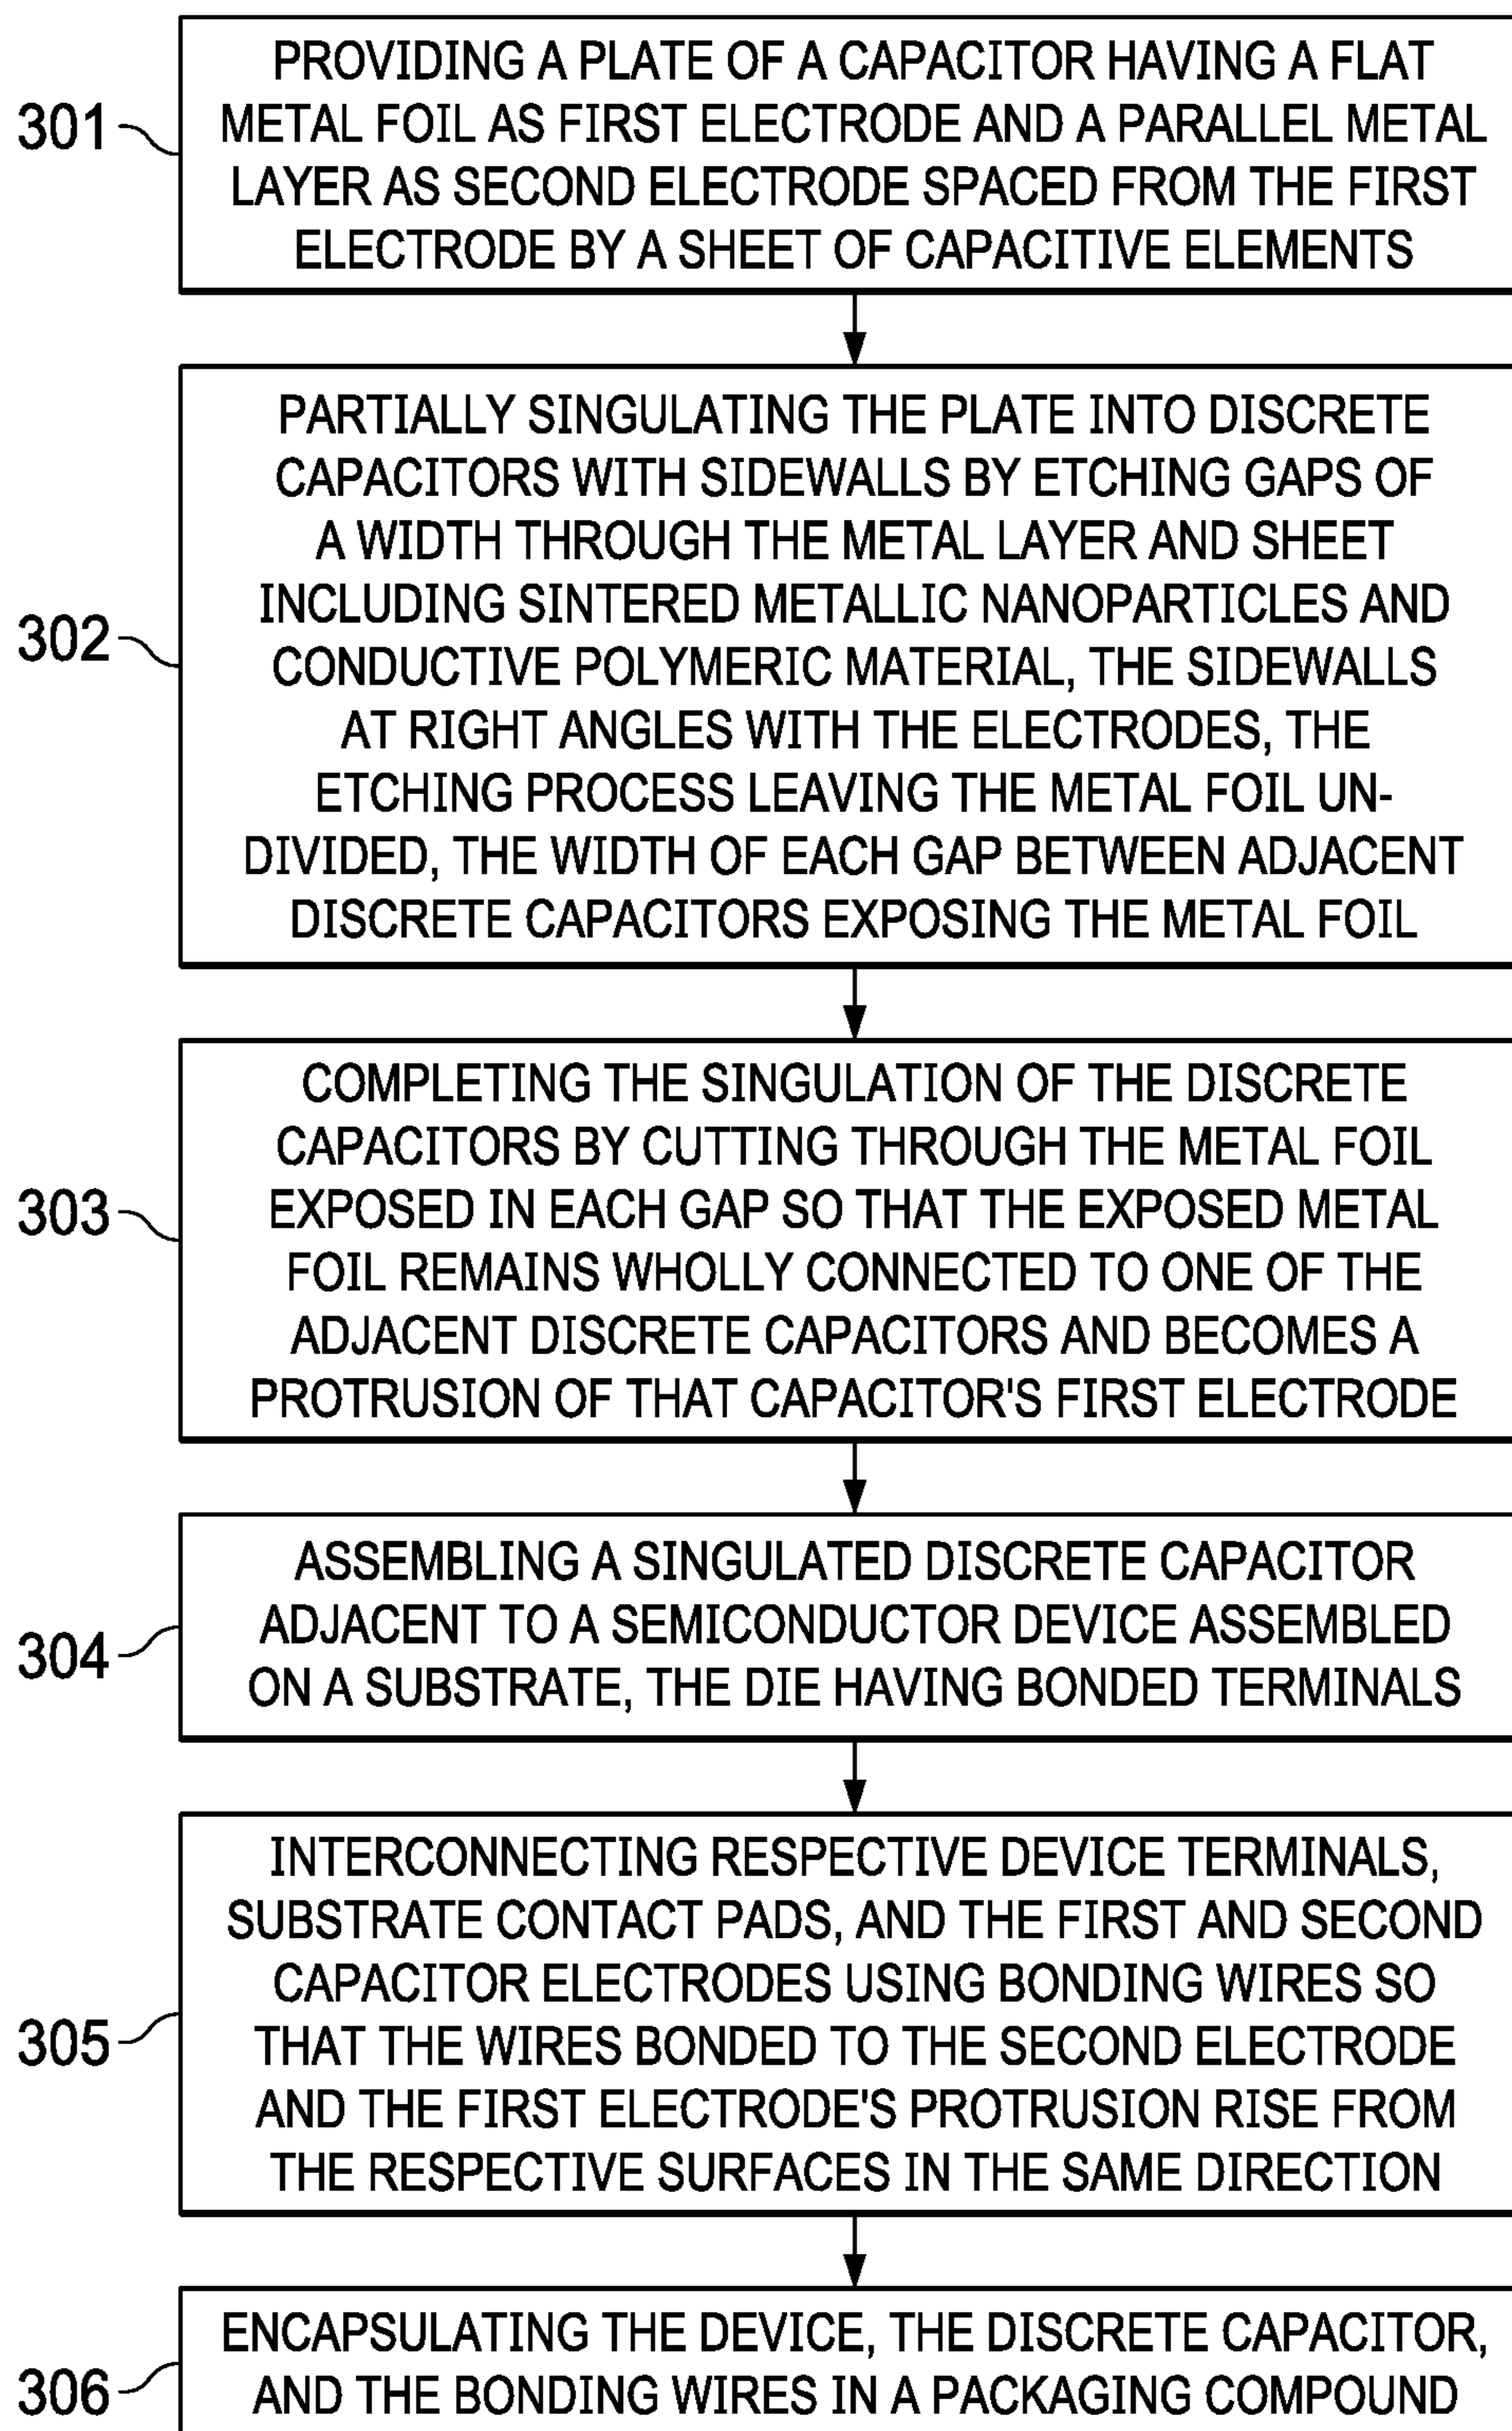 PROVIDING A PLATE OF A CAPACITOR HAVING A FLAT
301 METAL FOIL AS FIRST ELECTRODE AND A PARALLEL METAL
LAYER AS SECOND ELECTRODE SPACED FROM THE FIRST
ELECTRODE BY A SHEET OF CAPACITIVE ELEMENTS
PARTIALLY SINGULATING THE PLATE INTO DISCRETE
CAPACITORS WITH SIDEWALLS BY ETCHING GAPS OF
A WIDTH THROUGH THE METAL LAYER AND SHEET
INCLUDING SINTERED METALLIC NANOPARTICLES AND
302 CONDUCTIVE POLYMERIC MATERIAL, THE SIDEWALLS
AT RIGHT ANGLES WITH THE ELECTRODES, THE
ETCHING PROCESS LEAVING THE METAL FOIL UN-
DIVIDED, THE WIDTH OF EACH GAP BETWEEN ADJACENT
DISCRETE CAPACITORS EXPOSING THE METAL FOIL
COMPLETING THE SINGULATION OF THE DISCRETE
CAPACITORS BY CUTTING THROUGH THE METAL FOIL
303 EXPOSED IN EACH GAP SO THAT THE EXPOSED METAL
FOIL REMAINS WHOLLY CONNECTED TO ONE OF THE
ADJACENT DISCRETE CAPACITORS AND BECOMES A
PROTRUSION OF THAT CAPACITOR'S FIRST ELECTRODE
ASSEMBLING A SINGULATED DISCRETE CAPACITOR
304 ADJACENT TO A SEMICONDUCTOR DEVICE ASSEMBLED
ON A SUBSTRATE, THE DIE HAVING BONDED TERMINALS
INTERCONNECTING RESPECTIVE DEVICE TERMINALS,
SUBSTRATE CONTACT PADS, AND THE FIRST AND SECOND
CAPACITOR ELECTRODES USING BONDING WIRES SO
305 THAT THE WIRES BONDED TO THE SECOND ELECTRODE
AND THE FIRST ELECTRODE'S PROTRUSION RISE FROM
THE RESPECTIVE SURFACES IN THE SAME DIRECTION
ENCAPSULATING THE DEVICE, THE DISCRETE CAPACITOR,
306 AND THE BONDING WIRES IN A PACKAGING COMPOUND